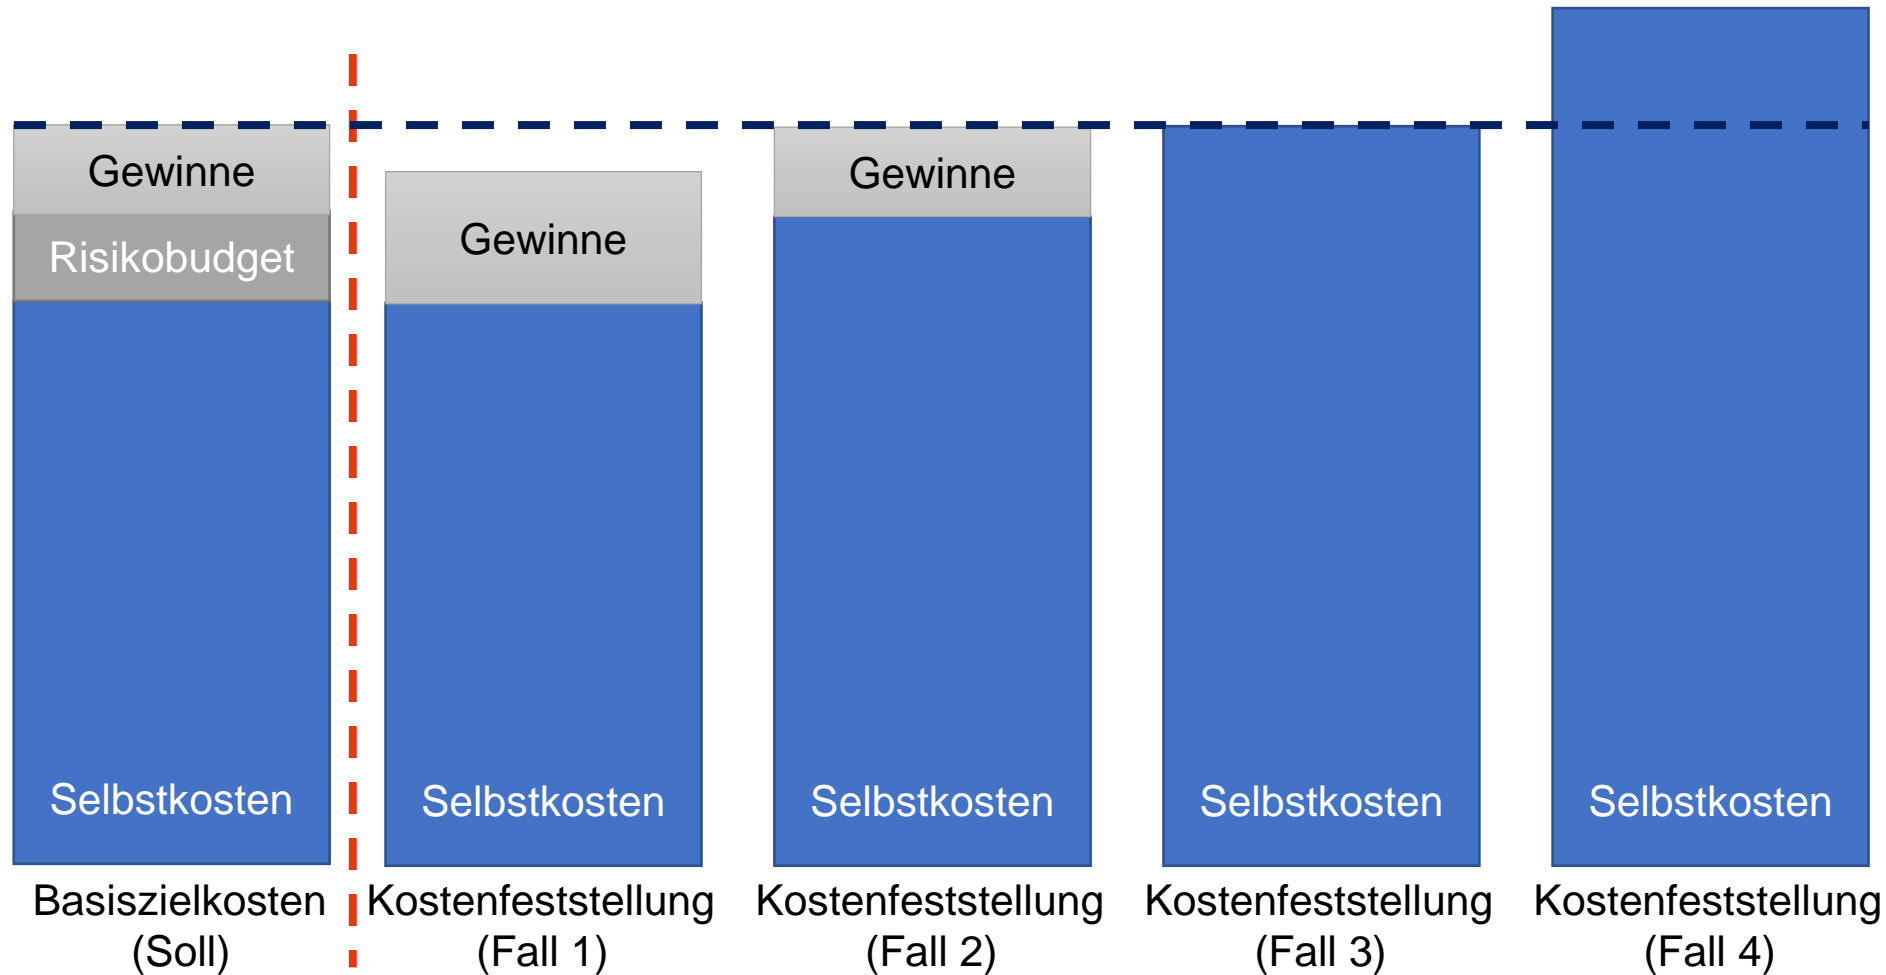 Gewinne
Risikobudget
Selbstkosten
Basiszielkosten
(Soll)
Gewinne
Selbstkosten
Kostenfeststellung
(Fall 1)
Gewinne
Selbstkosten
Kostenfeststellung
(Fall 2)
Selbstkosten
Kostenfeststellung
(Fall 3)
Selbstkosten
Kostenfeststellung
(Fall 4)